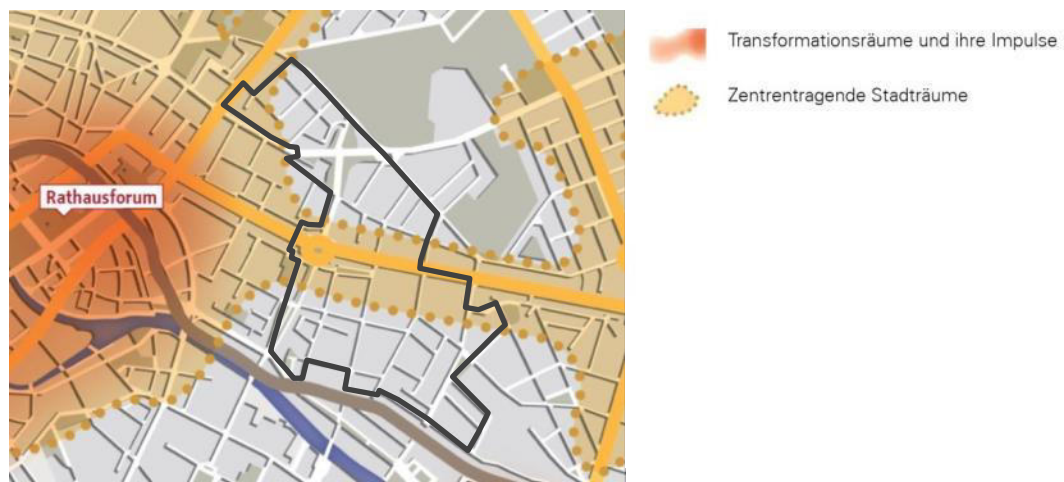 Rathausforum
Transformationsräume und ihre Impulse
Zentrentragende Stadträume